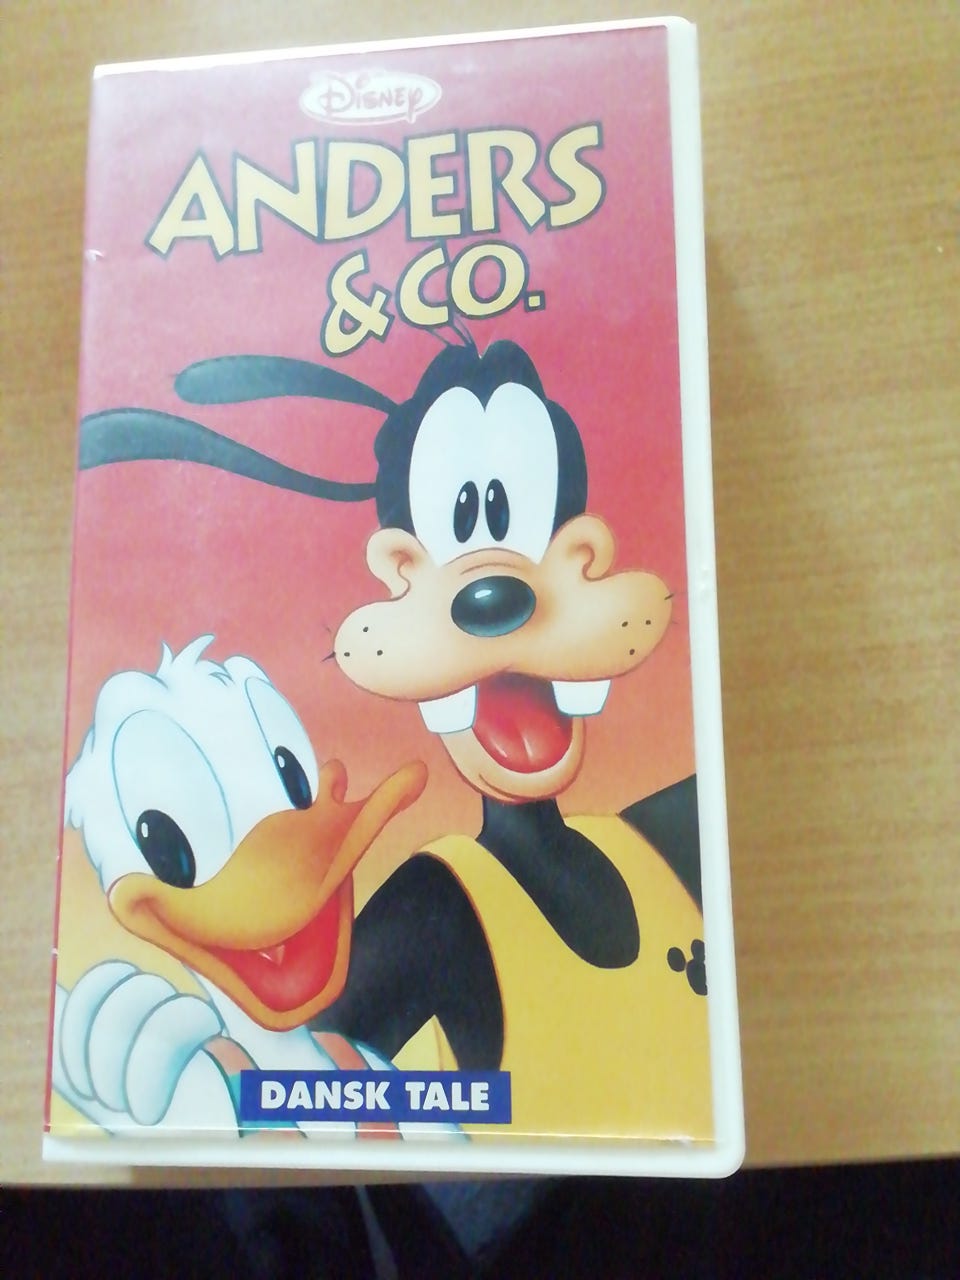 Disney
ANDERS
& CO.
DANSK TALE